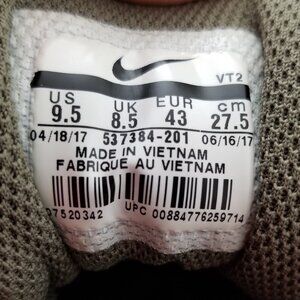 VT2
US UK EUR cm
9.5 8.5 43 27.5
04/18/17 537384-201 06/16/17
MADE IN VIETNAM
FABRIQUE AU VIETNAM
07520342
UPC 00884776259714